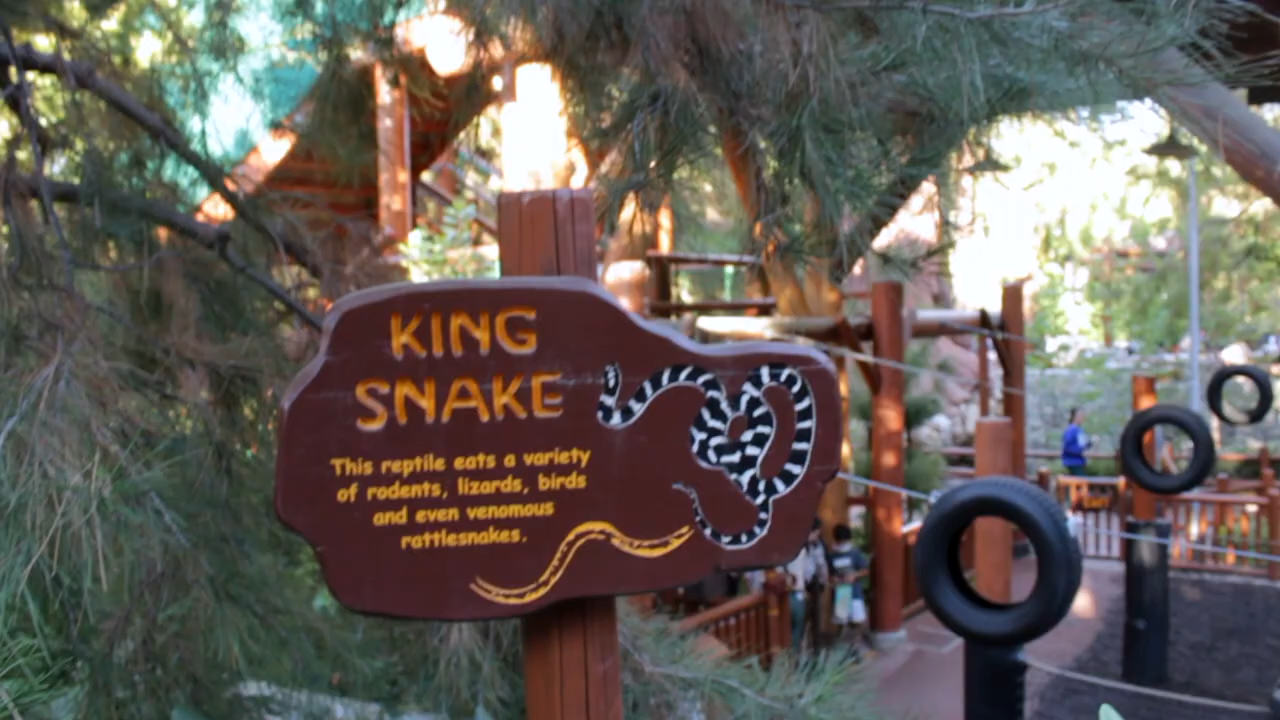 KING
SNAKE
This reptile eats a variety
of rodents, lizards, birds
and even venomous
rattlesnakes.